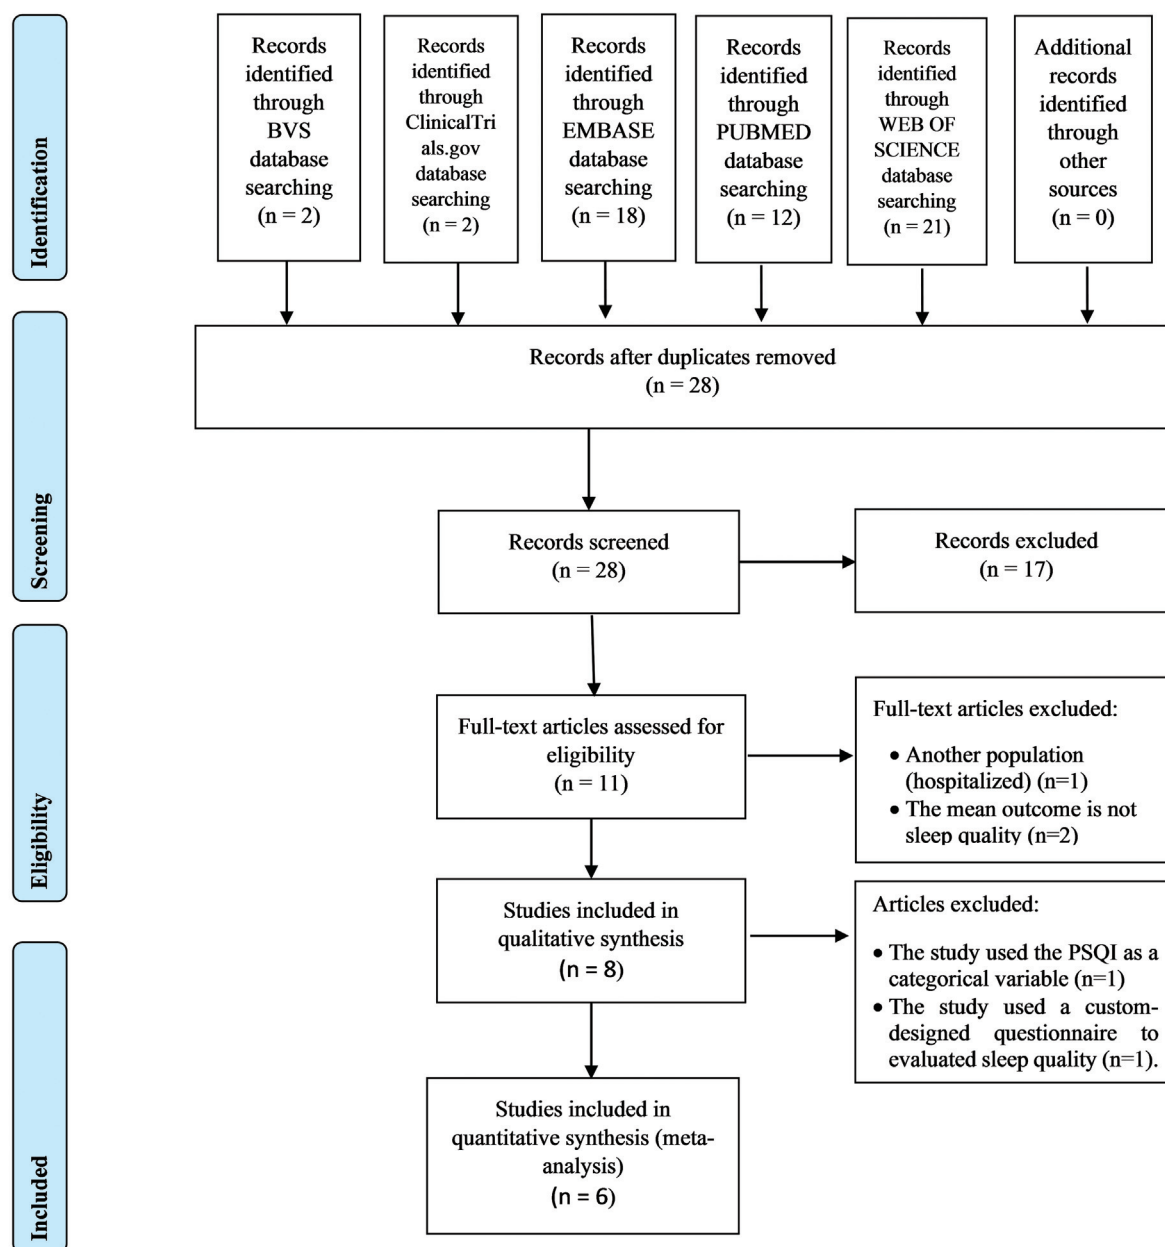 Identification
Records
identified
through
BVS
database
searching
(n = 2)
Records
identified
through
ClinicalTri
als.gov
database
searching
(n = 2)
Records
identified
through
EMBASE
database
searching
(n = 18)
Records
identified
through
PUBMED
database
searching
(n = 12)
Records
identified
through
WEB OF
SCIENCE
database
searching
(n = 21)
Additional
records
identified
through
other
sources
(n = 0)
Screening
Records after duplicates removed
(n = 28)
Records screened
(n = 28)
Records excluded
(n = 17)
Eligibility
Full-text articles assessed for
eligibility
(n = 11)
Full-text articles excluded:
• Another population
(hospitalized) (n=1)
• The mean outcome is not
sleep quality (n=2)
Studies included in
qualitative synthesis
(n = 8)
Articles excluded:
• The study used the PSQI as a
categorical variable (n=1)
• The study used a custom-
designed questionnaire to
evaluated sleep quality (n=1).
Included
Studies included in
quantitative synthesis (meta-
analysis)
(n = 6)